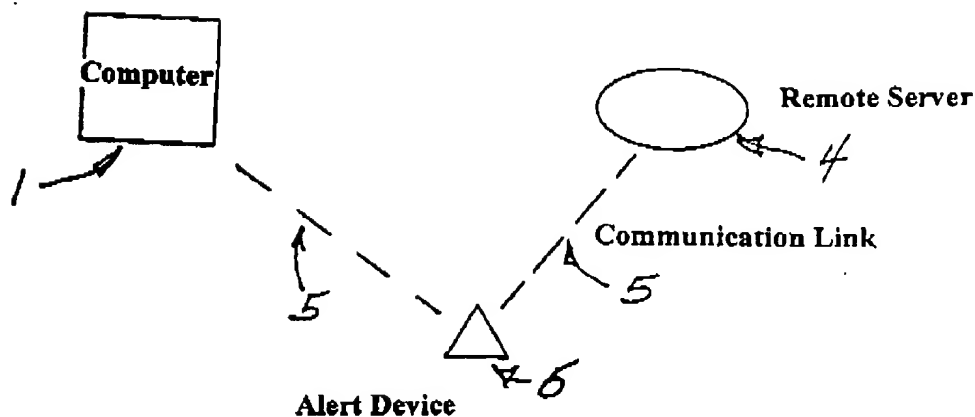 Computer
Remote Server
1
4
Communication Link
5
5
6
Alert Device